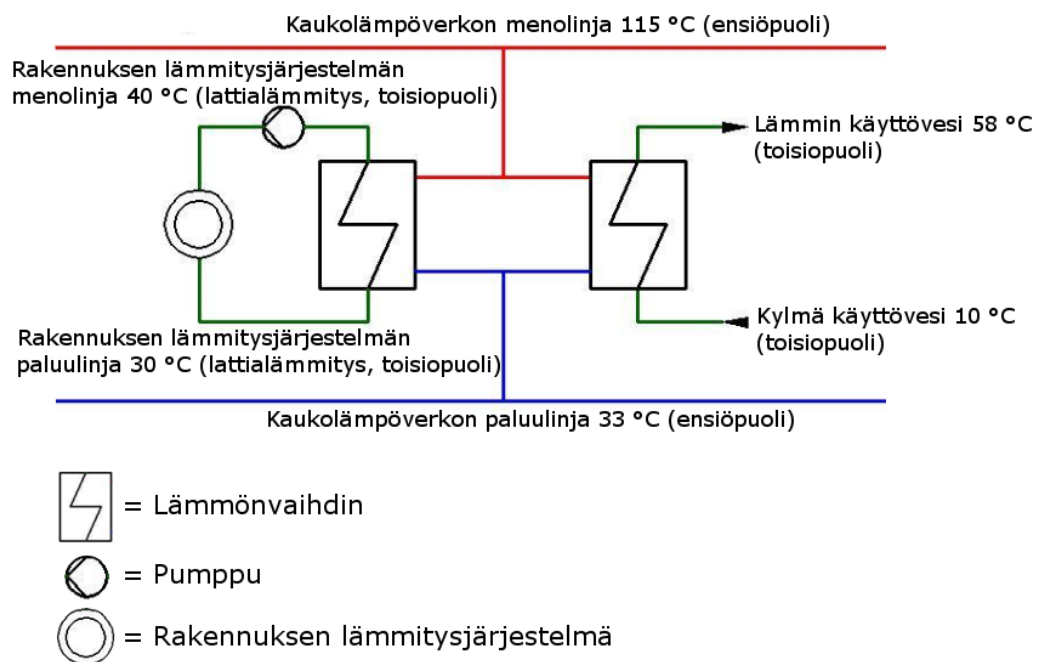 Kaukolämpöverkon menolinja 115 °C (ensiöpuoli)
Rakennuksen lämmitysjärjestelmän
menolinja 40 °C (lattialämmitys, toisiopuoli)
Lämmin käyttövesi 58 °C
(toisiopuoli)
Rakennuksen lämmitysjärjestelmän
paluulinja 30 °C (lattialämmitys, toisiopuoli)
Kylmä käyttövesi 10 °C
(toisiopuoli)
Kaukolämpöverkon paluulinja 33 °C (ensiöpuoli)
= Lämmönvaihdin
= Pumppu
= Rakennuksen lämmitysjärjestelmä